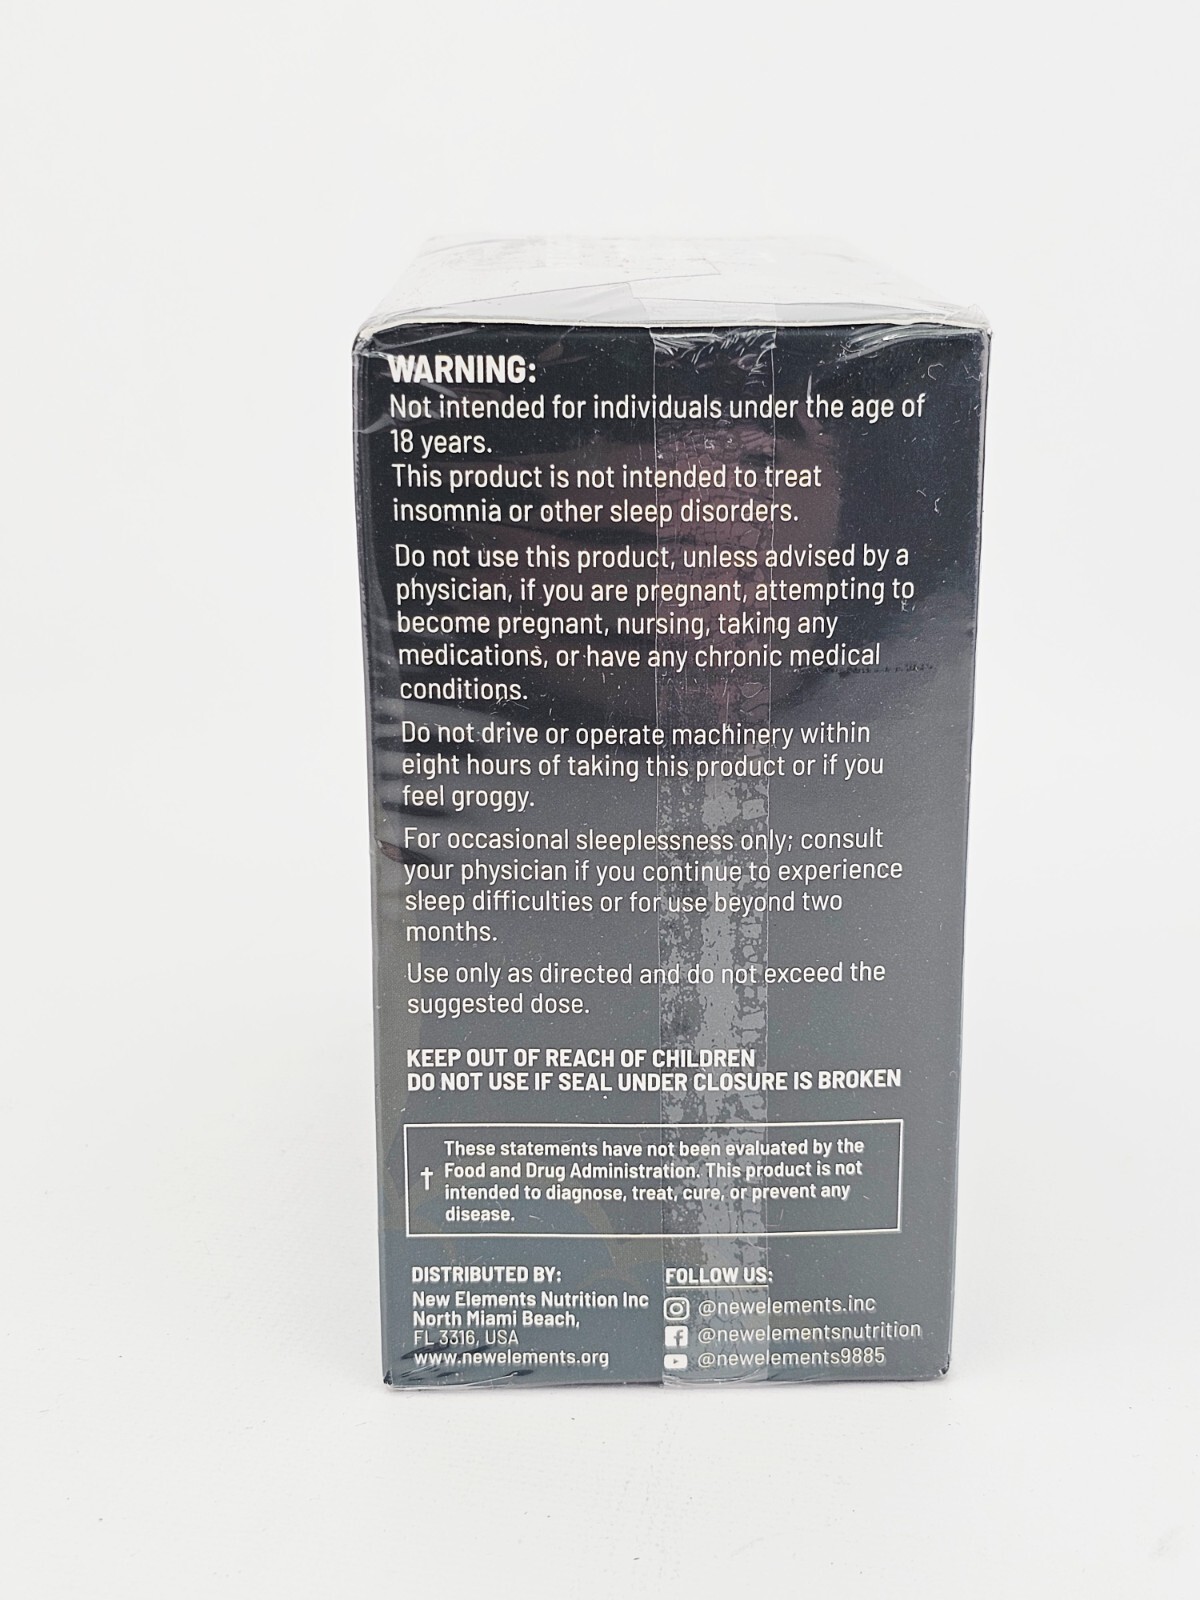 WARNING:
Not intended for individuals under the age of
18 years.
This product is not intended to treat
insomnia or other sleep disorders.
Do not use this product, unless advised by a
physician, if you are pregnant, attempting to
become pregnant, nursing, taking any
medications, or have any chronic medical
conditions.
Do not drive or operate machinery within
eight hours of taking this product or if you
feel groggy.
For occasional sleeplessness only; consult
your physician if you continue to experience
sleep difficulties or for use beyond two
months.
Use only as directed and do not exceed the
suggested dose.
KEEP OUT OF REACH OF CHILDREN
DO NOT USE IF SEAL UNDER CLOSURE IS BROKEN
These statements have not been evaluated by the
† Food and Drug Administration. This product is not
intended to diagnose, treat, cure, or prevent any
disease.
DISTRIBUTED BY:
New Elements Nutrition Inc
North Miami Beach,
FL 3316, USA
www.newelements.org
FOLLOW US:
@newelements.inc
@newelementsnutrition
@newelements9885